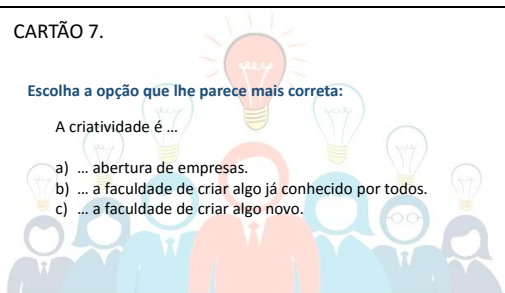 CARTÃO 7.
Escolha a opção que lhe parece mais correta:
A criatividade é ...
a) ... abertura de empresas.
b) ... a faculdade de criar algo já conhecido por todos.
c) ... a faculdade de criar algo novo.